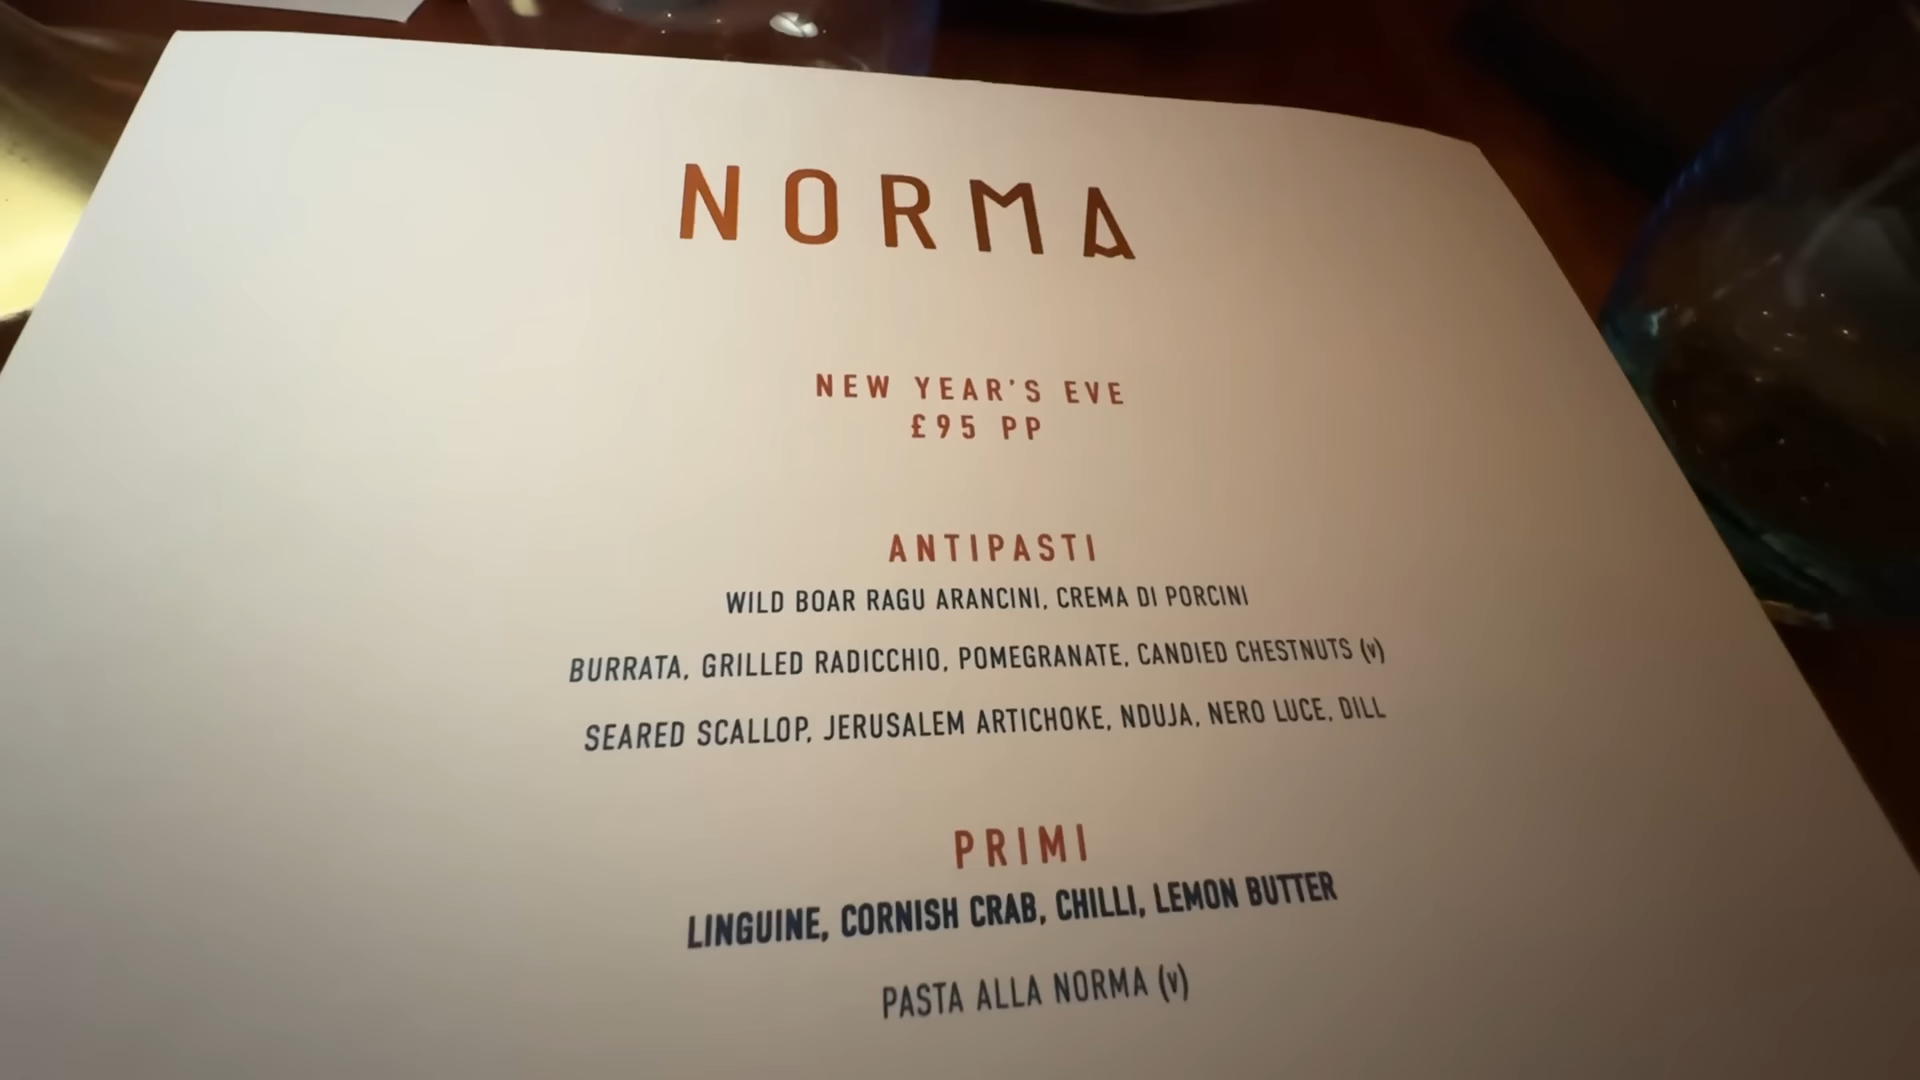 NORMA
NEW YEAR'S EVE
£95 PP
ANTIPASTI
WILD BOAR RAGU ARANCINI, CREMA DI PORCINI
BURRATA, GRILLED RADICCHIO, POMEGRANATE, CANDIED CHESTNUTS (v)
SEARED SCALLOP, JERUSALEM ARTICHOKE, NDUJA, NERO LUCE, DILL
PRIMI
LINGUINE, CORNISH CRAB, CHILLI, LEMON BUTTER
PASTA ALLA NORMA (v)